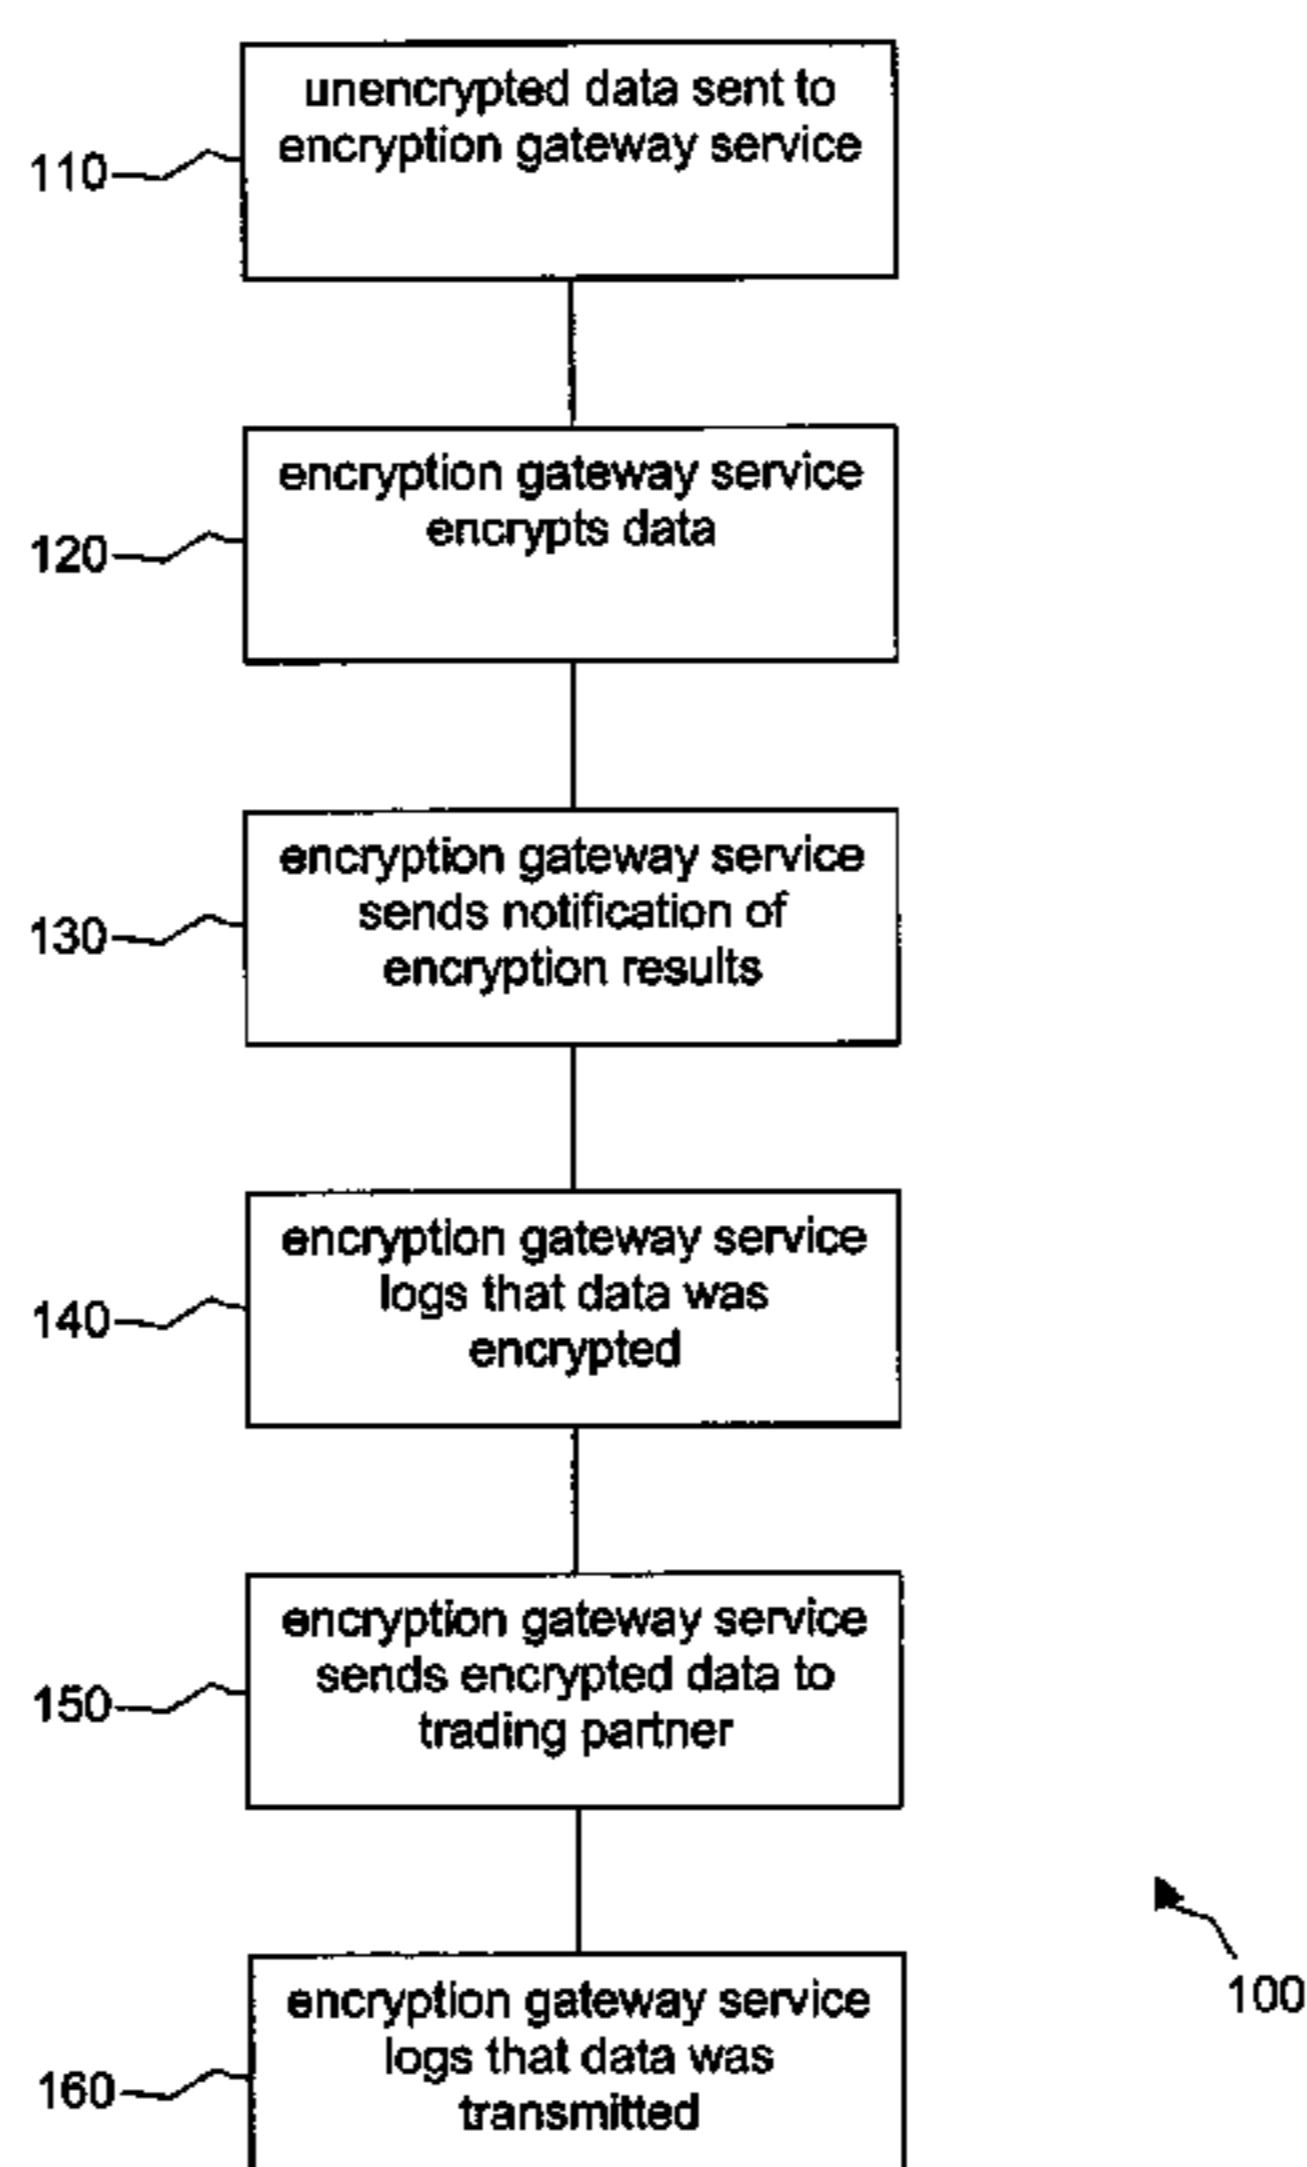 unencrypted data sent to
encryption gateway service
110
encryption gateway service
encrypts data
120
encryption gateway service
sends notification of
encryption results
130
encryption gateway service
logs that data was
encrypted
140
encryption gateway service
sends encrypted data to
trading partner
150
encryption gateway service
logs that data was
transmitted
160
100